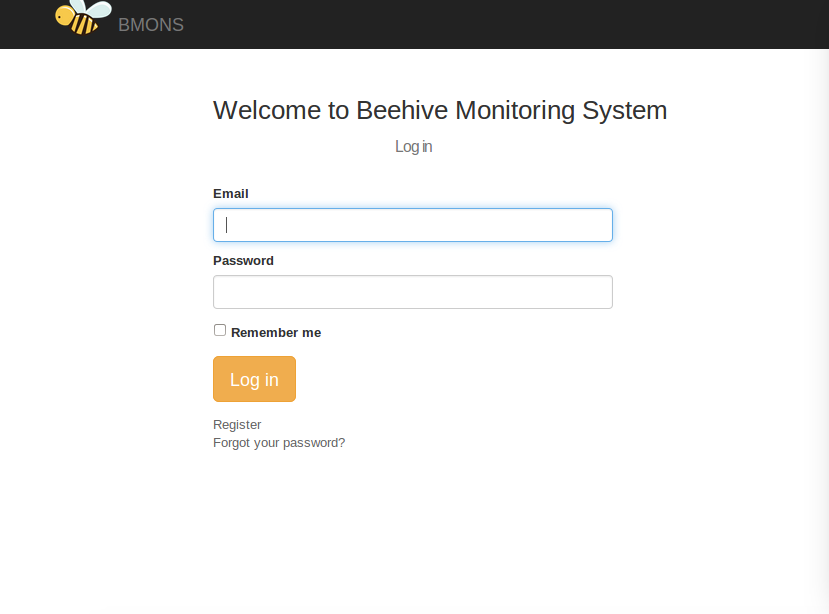 BMONS
Welcome to Beehive Monitoring System
Log in
Email
Password
Remember me
Log in
Register
Forgot your password?